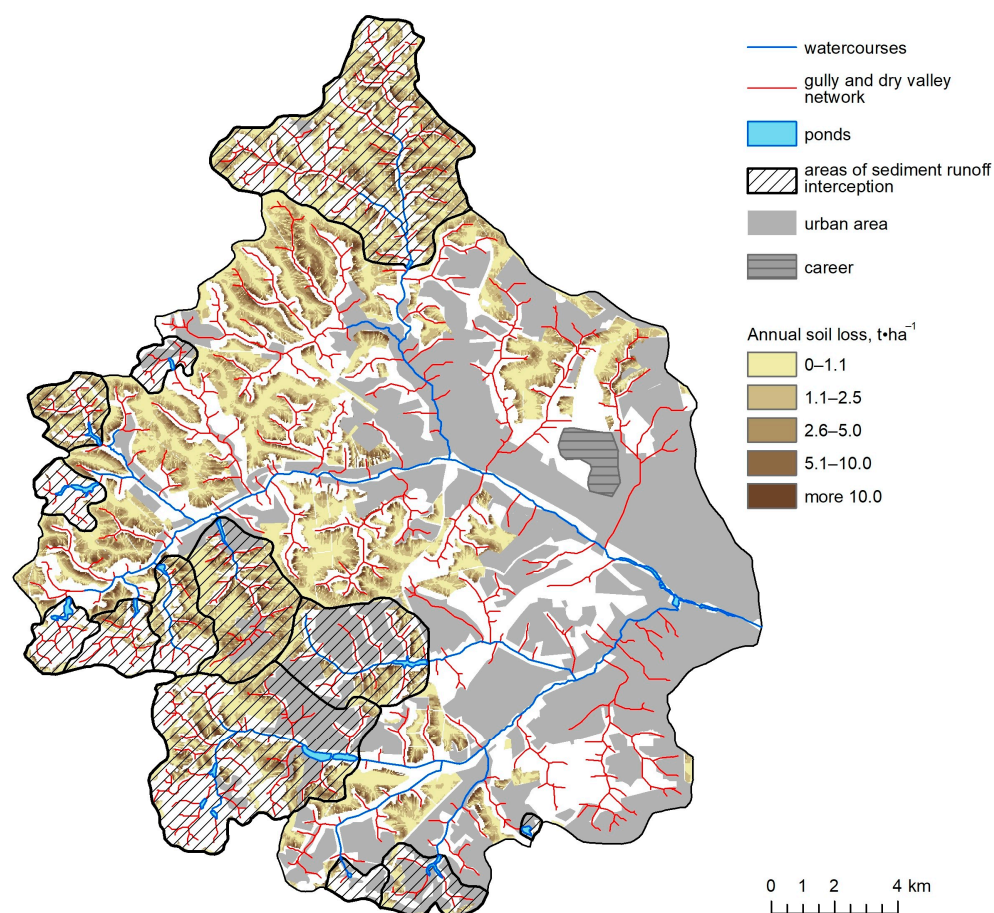 watercourses
gully and dry valley
network
ponds
areas of sediment runoff
interception
urban area
career
Annual soil loss, t•ha⁻¹
0–1.1
1.1–2.5
2.6–5.0
5.1–10.0
more 10.0
0 1 2 4 km